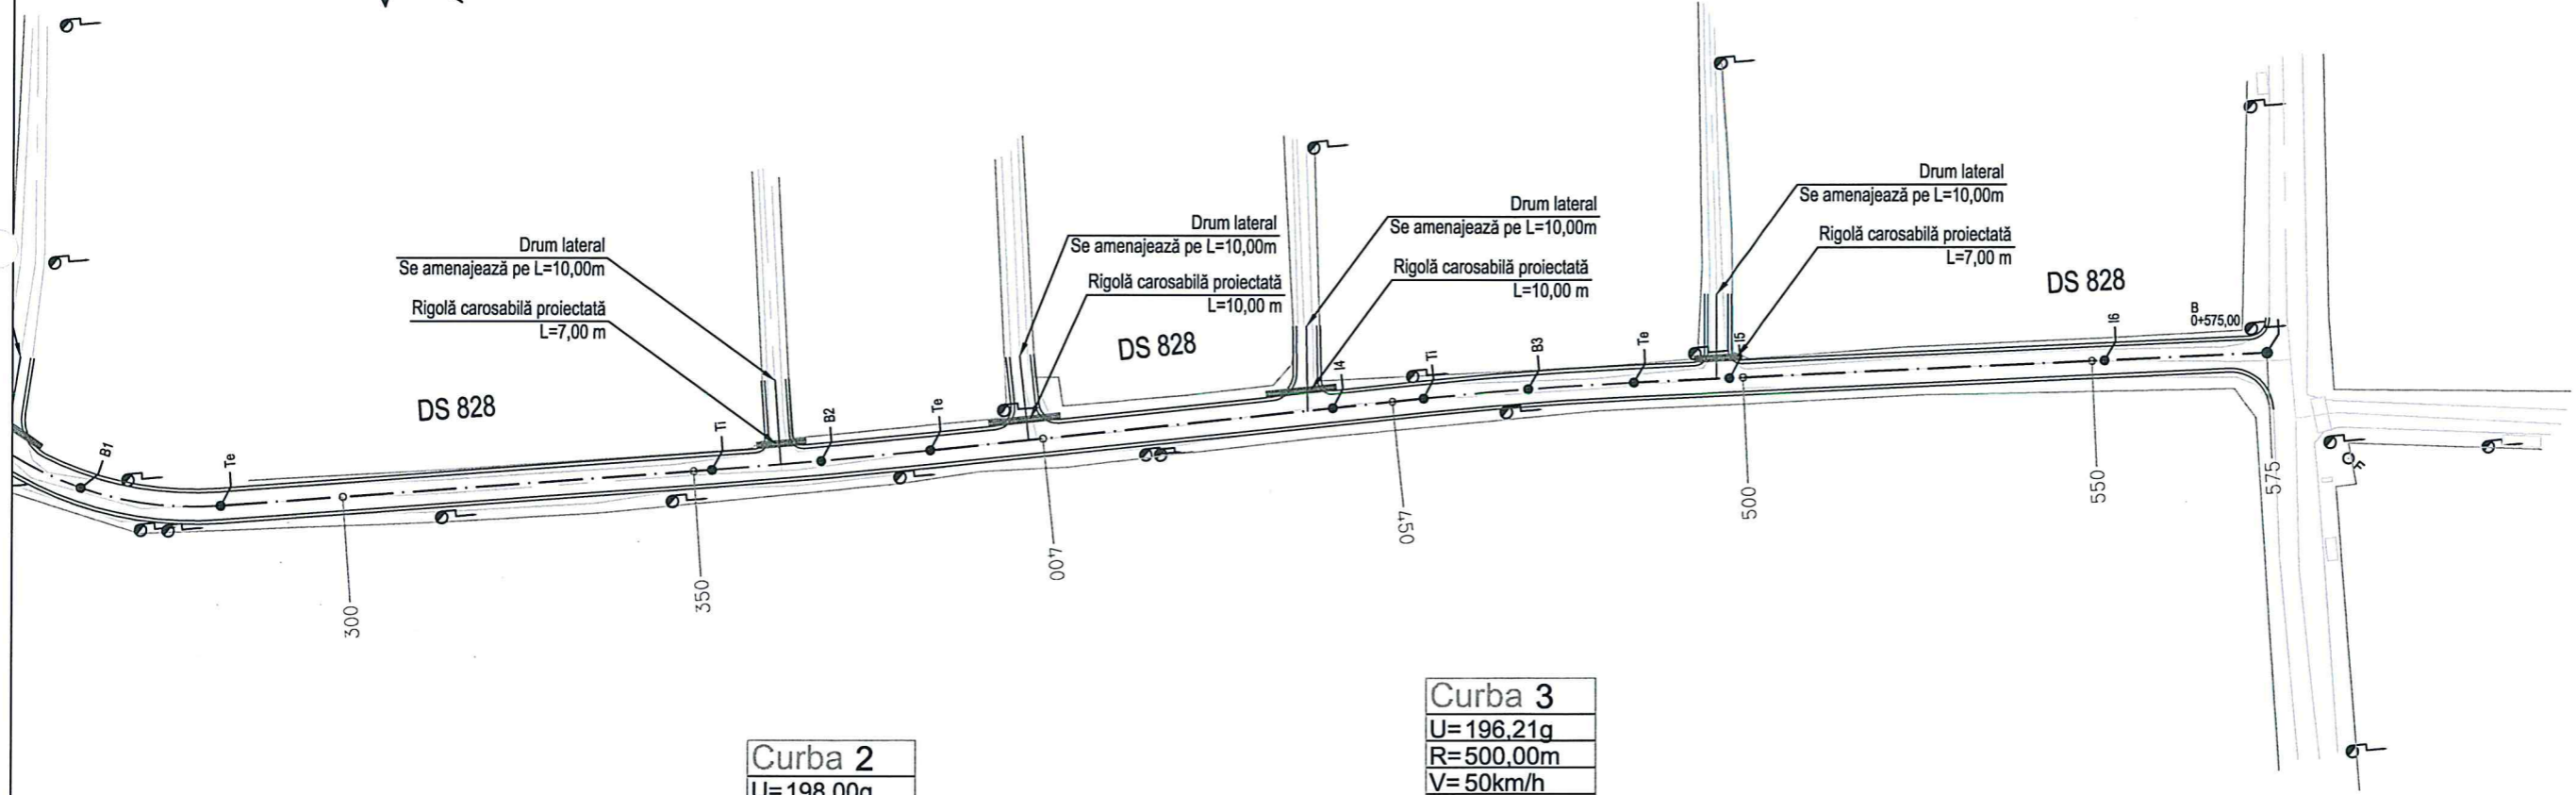 Drum lateral
Se amenajează pe L=10,00m
Rigolă carosabilă proiectată
L=7,00 m
Drum lateral
Se amenajează pe L=10,00m
Rigolă carosabilă proiectată
L=10,00 m
Drum lateral
Se amenajează pe L=10,00m
Rigolă carosabilă proiectată
L=10,00 m
Drum lateral
Se amenajează pe L=10,00m
Rigolă carosabilă proiectată
L=7,00 m
DS 828
DS 828
DS 828
B
0+575,00
B1
Te
Ti
B2
Te
I4
Ti
B3
Te
I5
I6
300
350
400
450
500
550
575
F
Curba 2
U=198,00g
Curba 3
U=196,21g
R=500,00m
V=50km/h